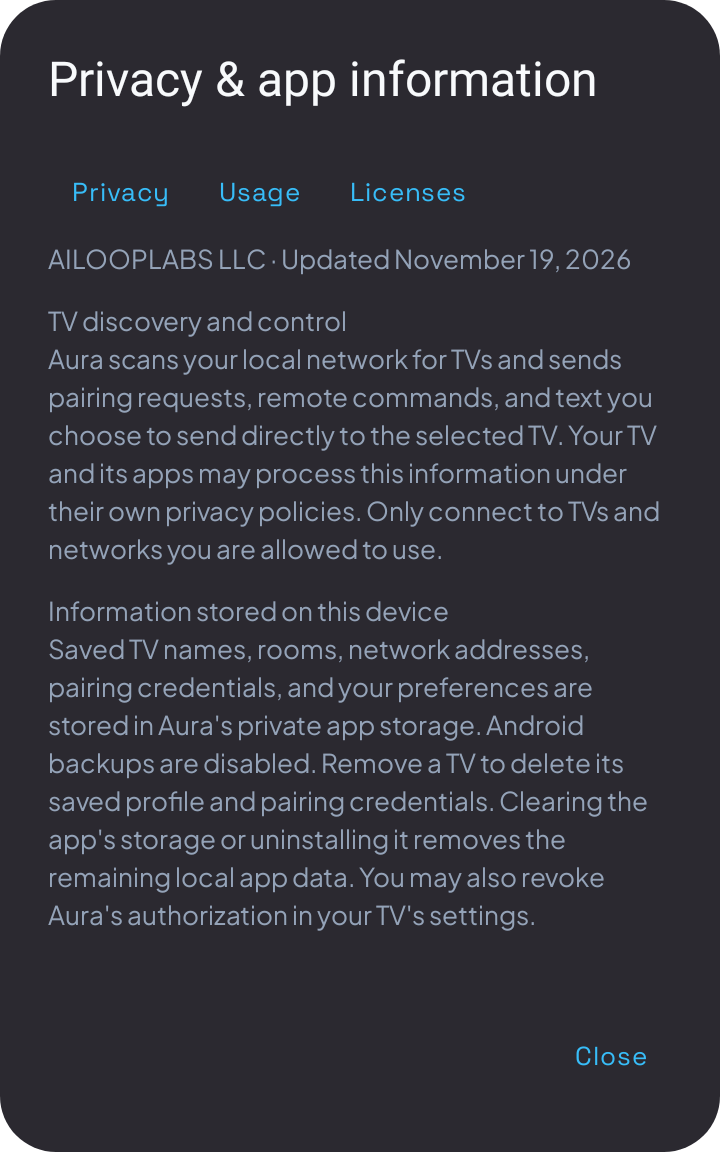 Privacy & app information
Privacy Usage Licenses
AILOOPLABS LLC · Updated November 19, 2026
TV discovery and control
Aura scans your local network for TVs and sends
pairing requests, remote commands, and text you
choose to send directly to the selected TV. Your TV
and its apps may process this information under
their own privacy policies. Only connect to TVs and
networks you are allowed to use.
Information stored on this device
Saved TV names, rooms, network addresses,
pairing credentials, and your preferences are
stored in Aura's private app storage. Android
backups are disabled. Remove a TV to delete its
saved profile and pairing credentials. Clearing the
app's storage or uninstalling it removes the
remaining local app data. You may also revoke
Aura's authorization in your TV's settings.
Close